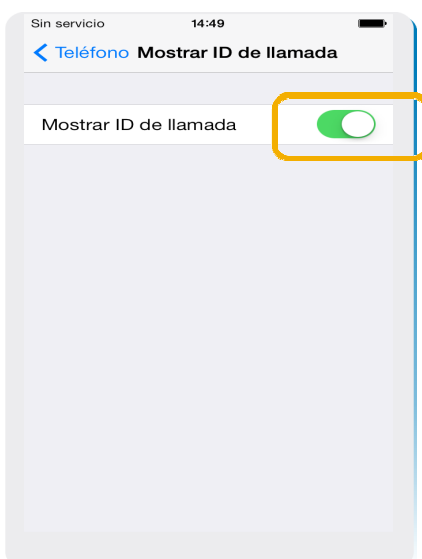 Sin servicio 14:49
Teléfono Mostrar ID de llamada
Mostrar ID de llamada